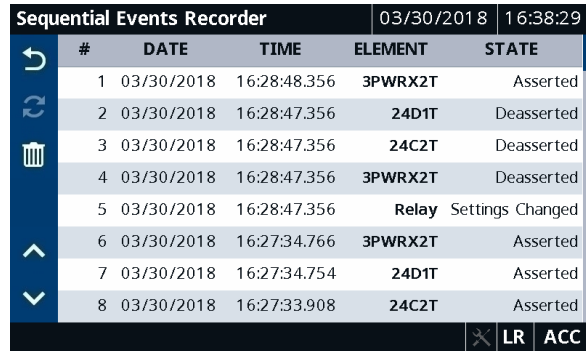 Sequential Events Recorder 03/30/2018 16:38:29
# DATE TIME ELEMENT STATE
1 03/30/2018 16:28:48.356 3PWRX2T Asserted
2 03/30/2018 16:28:47.356 24D1T Deasserted
3 03/30/2018 16:28:47.356 24C2T Deasserted
4 03/30/2018 16:28:47.356 3PWRX2T Deasserted
5 03/30/2018 16:28:47.356 Relay Settings Changed
6 03/30/2018 16:27:34.766 3PWRX2T Asserted
7 03/30/2018 16:27:34.754 24D1T Asserted
8 03/30/2018 16:27:33.908 24C2T Asserted
LR ACC